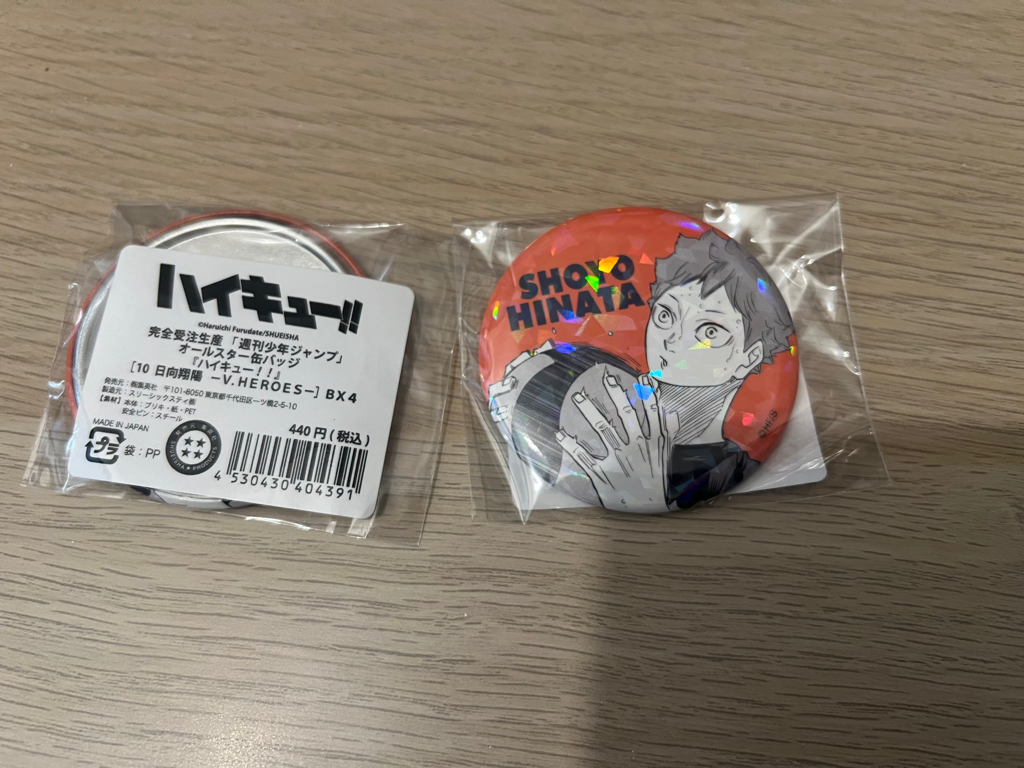 ハイキュー!!
©Haruichi Furudate/SHUEISHA
完全受注生産「週刊少年ジャンプ」
オールスター缶バッジ
『ハイキュー！！』
[10 日向翔陽 −V.HEROES−] BX4
発売元：㈱集英社 〒101-8050 東京都千代田区一ツ橋2-5-10
製造元：スリーシックスティ㈱
【素材】本体：ブリキ・紙・PET
安全ピン：スチール
MADE IN JAPAN
440円(税込)
プラ 袋：PP
4 530430 404391
SHOYO
HINATA
©H.F/S